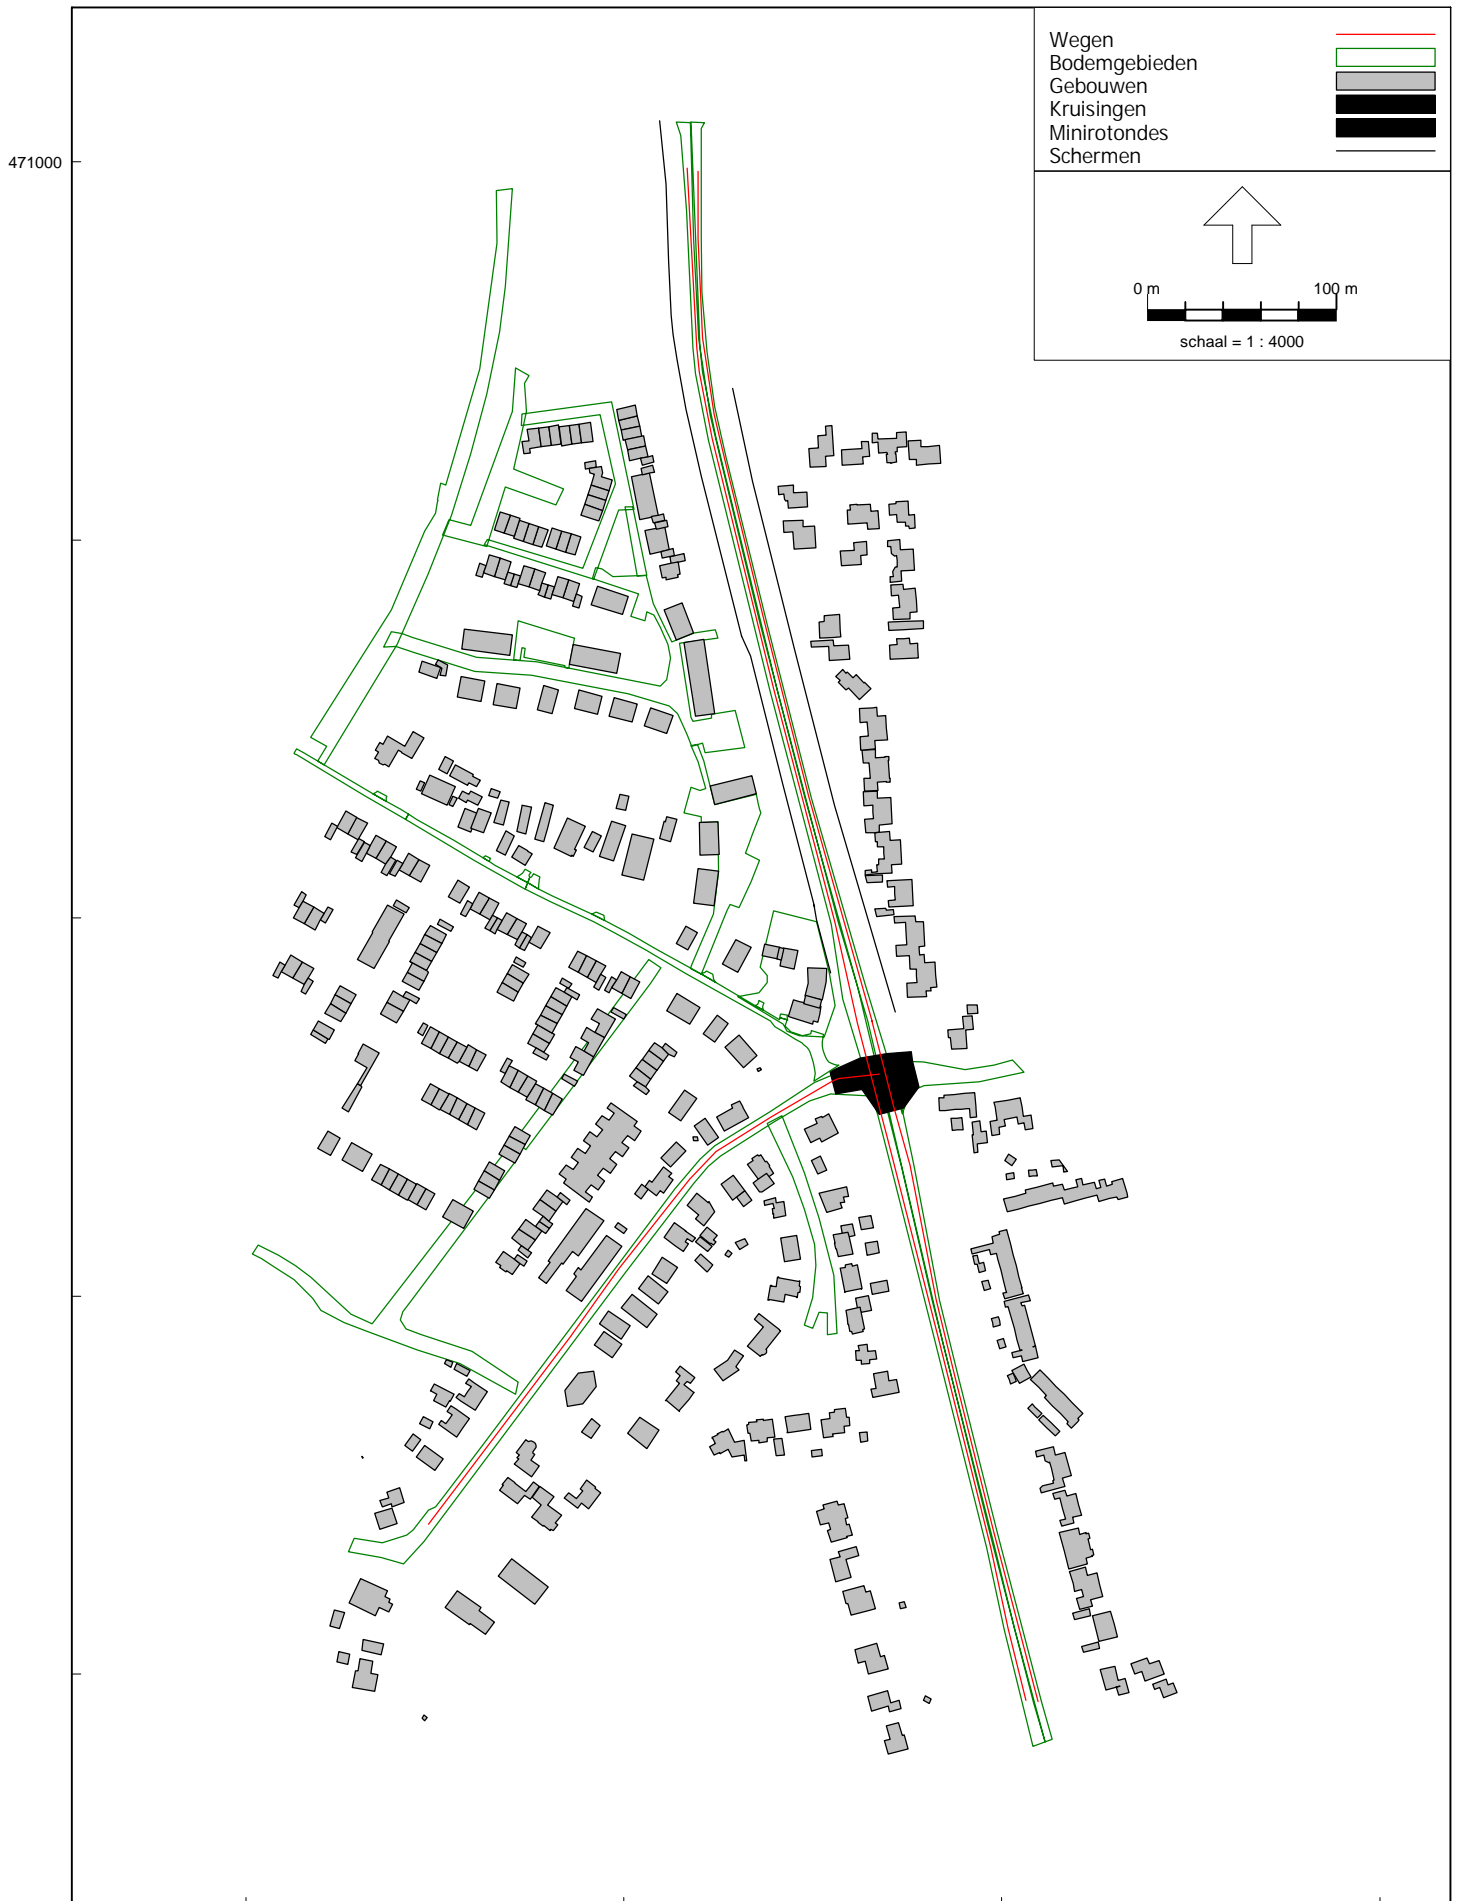 Wegen
Bodemgebieden
Gebouwen
Kruisingen
Minirotondes
Schermen
471000
0 m 100 m
schaal = 1 : 4000